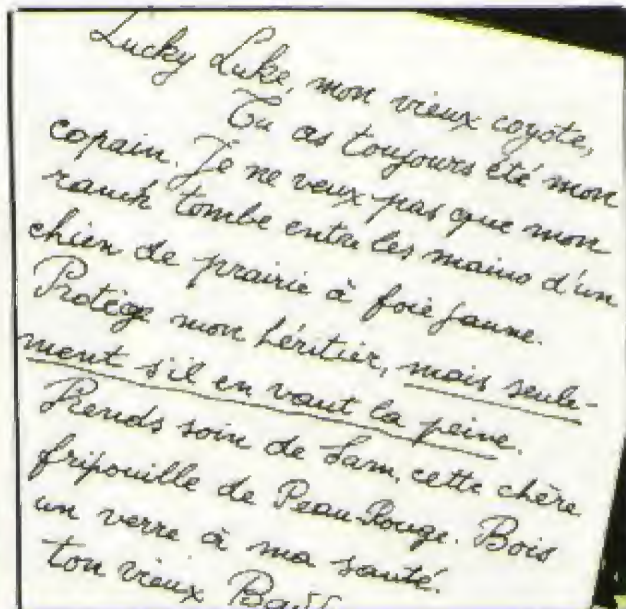 Lucky Luke, mon vieux coyote,
Tu as toujours été mon
copain. Je ne veux pas que mon
ranch tombe entre les mains d'un
chien de prairie à foie jaune.
Protège mon héritier, mais seule-
ment s'il en vaut la peine.
Prends soin de Sam, cette chère
fripouille de Peau-Rouge. Bois
un verre à ma santé.
ton vieux